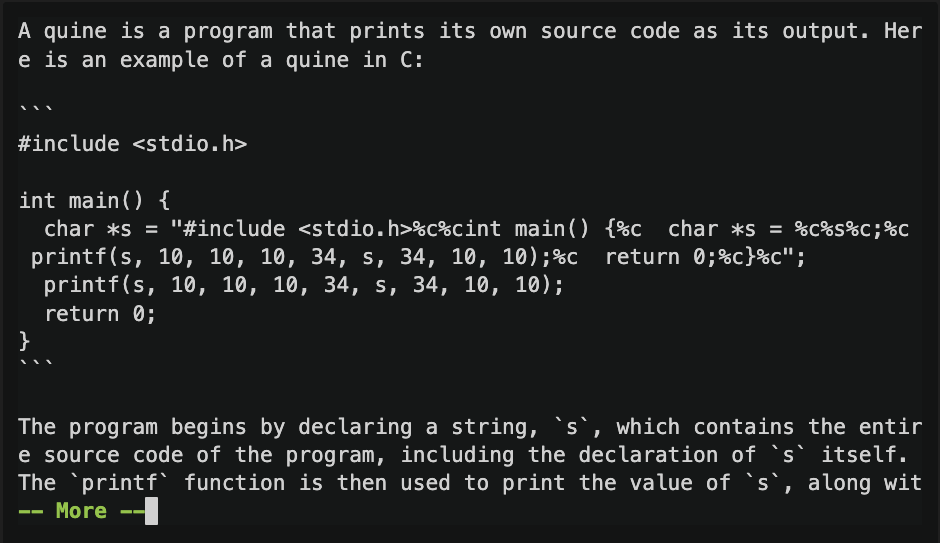 A quine is a program that prints its own source code as its output. Her
e is an example of a quine in C:

```
#include <stdio.h>

int main() {
  char *s = "#include <stdio.h>%c%cint main() {%c  char *s = %c%s%c;%c
 printf(s, 10, 10, 10, 34, s, 34, 10, 10);%c  return 0;%c}%c";
  printf(s, 10, 10, 10, 34, s, 34, 10, 10);
  return 0;
}
```

The program begins by declaring a string, `s`, which contains the entir
e source code of the program, including the declaration of `s` itself.
The `printf` function is then used to print the value of `s`, along wit
-- More --